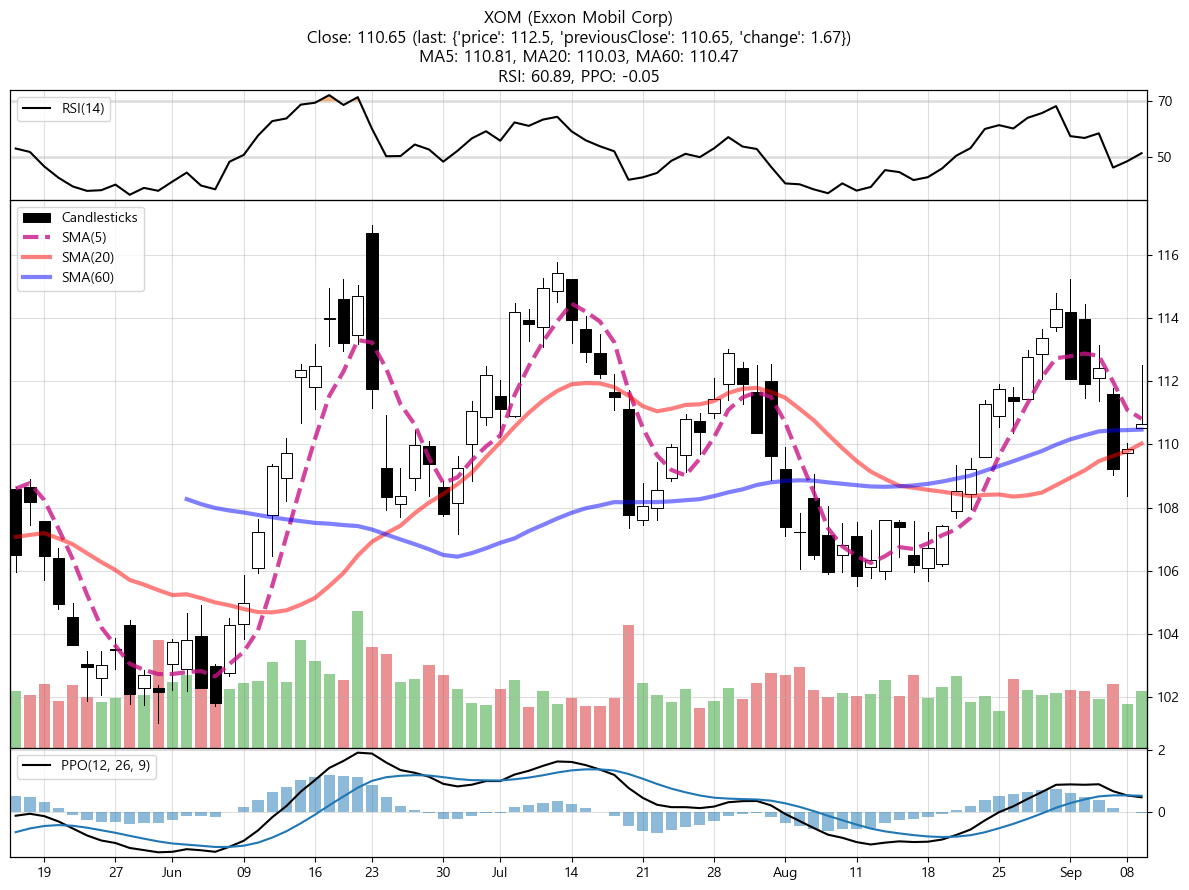 XOM (Exxon Mobil Corp)
Close: 110.65 (last: {'price': 112.5, 'previousClose': 110.65, 'change': 1.67})
MA5: 110.81, MA20: 110.03, MA60: 110.47
RSI: 60.89, PPO: -0.05
RSI(14)
70
50
Candlesticks
SMA(5)
SMA(20)
SMA(60)
116
114
112
110
108
106
104
102
PPO(12, 26, 9)
2
0
19 27 Jun 09 16 23 30 Jul 14 21 28 Aug 11 18 25 Sep 08